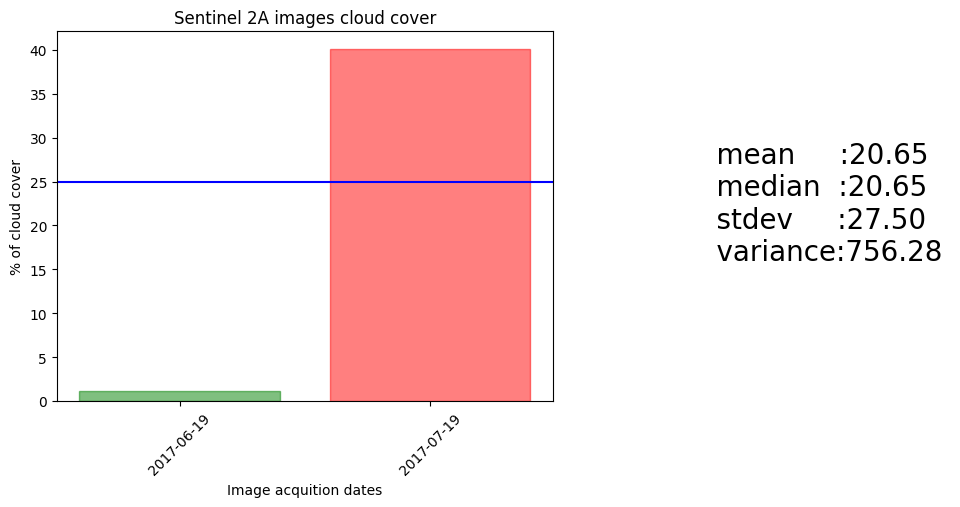 Sentinel 2A images cloud cover
40
35
30
25
20
15
10
5
0
% of cloud cover
2017-06-19
2017-07-19
Image acquition dates
mean     :20.65
median  :20.65
stdev     :27.50
variance:756.28